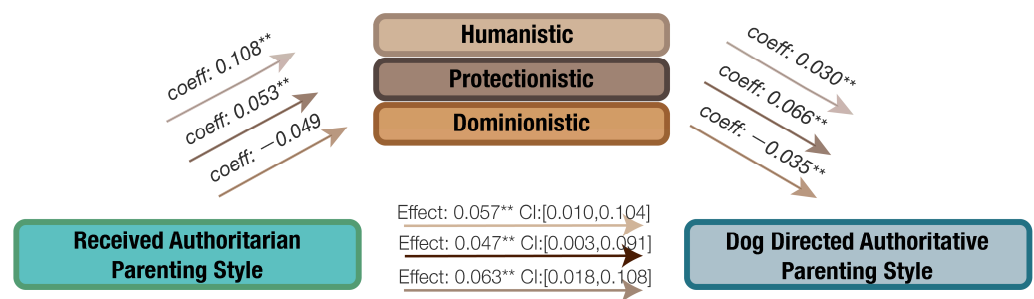 Humanistic
Protectionistic
Dominionistic
coeff: 0.108**
coeff: 0.053**
coeff: −0.049
coeff: 0.030**
coeff: 0.066**
coeff: −0.035**
Effect: 0.057** CI:[0.010,0.104]
Effect: 0.047** CI:[0.003,0.091]
Effect: 0.063** CI:[0.018,0.108]
Received Authoritarian
Parenting Style
Dog Directed Authoritative
Parenting Style